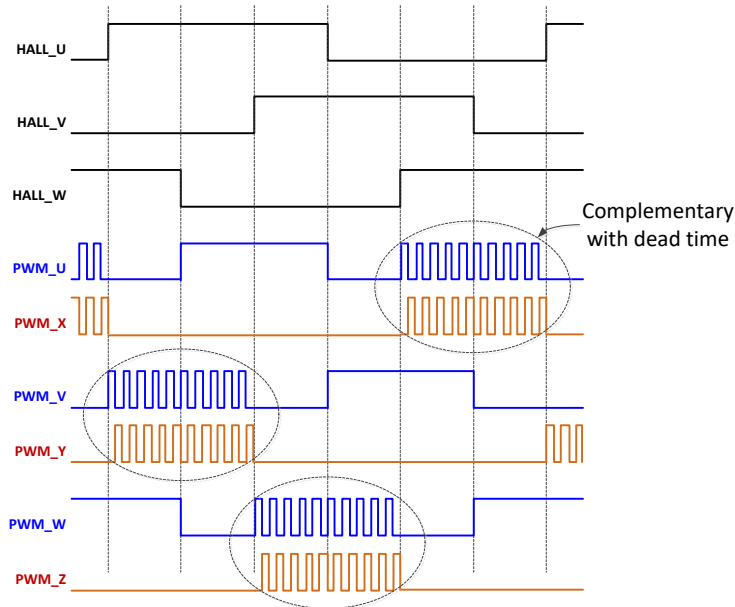 HALL_U
HALL_V
HALL_W
Complementary
with dead time
PWM_U
PWM_X
PWM_V
PWM_Y
PWM_W
PWM_Z